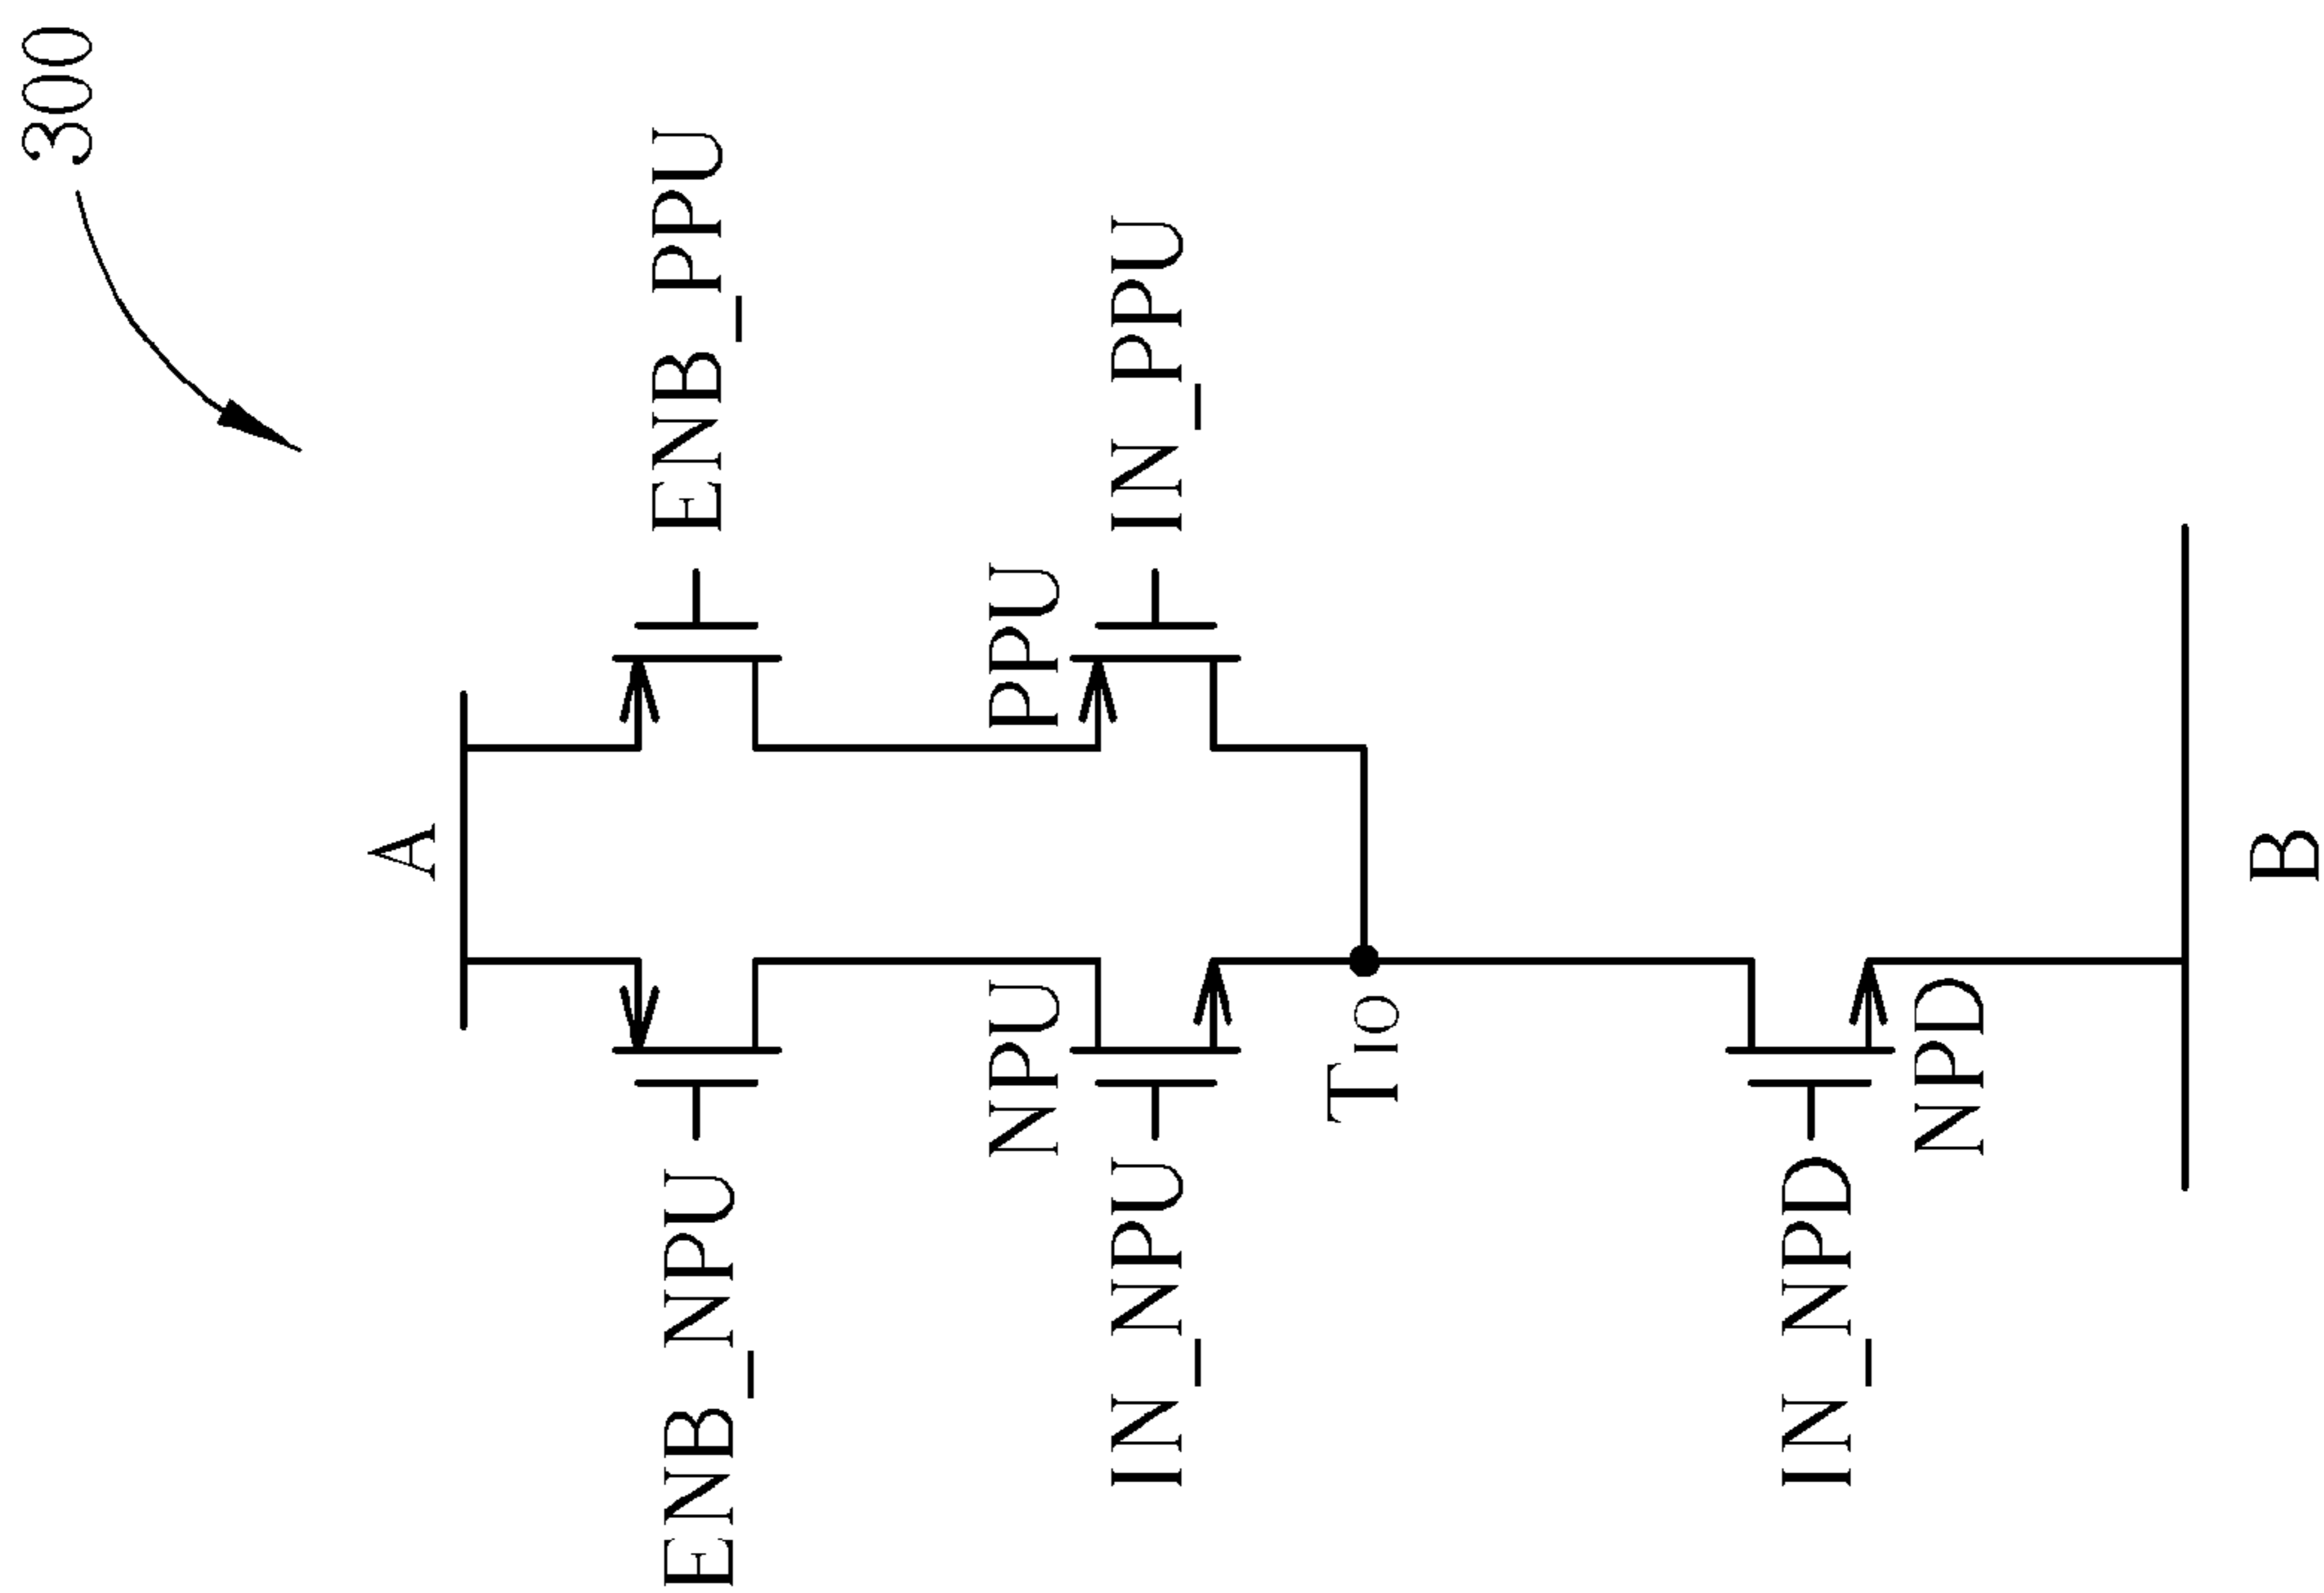 300
A
ENB_NPU
ENB_PPU
NPU
PPU
IN_NPU
IN_PPU
TIO
IN_NPD
NPD
B